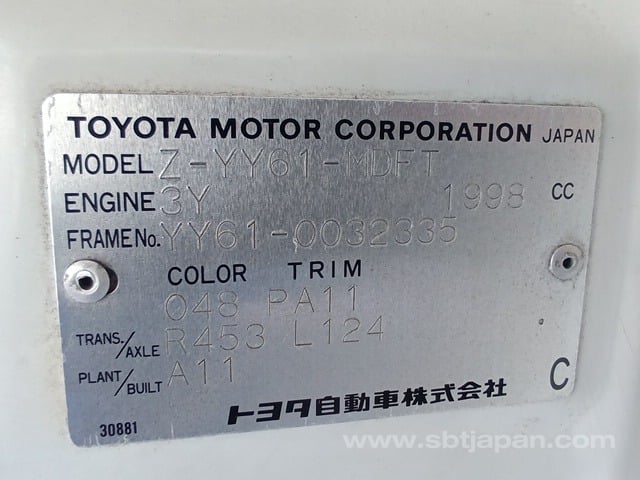 TOYOTA MOTOR CORPORATION JAPAN
MODEL Z-YY61-MDFT
ENGINE 3Y 1998 CC
FRAME No. YY61-0032335
COLOR TRIM
048 PA11
TRANS./AXLE R453 L124
PLANT/BUILT A11
トヨタ自動車株式会社 C
30881
www.sbtjapan.com